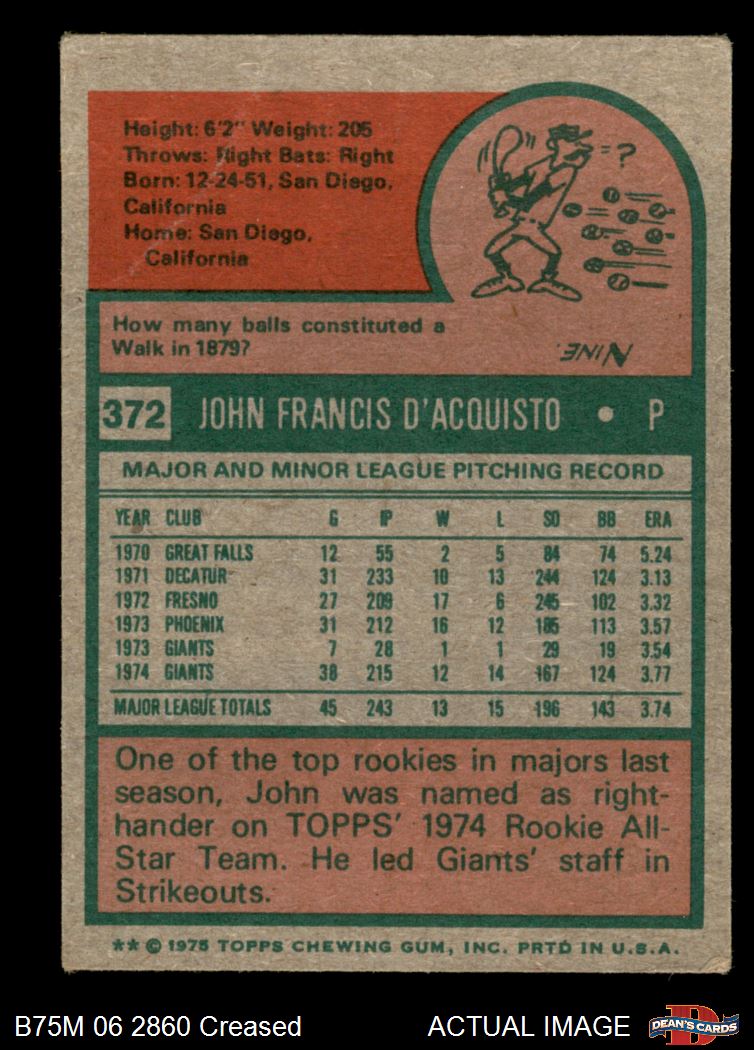 Height: 6'2" Weight: 205
Throws: Right Bats: Right
Born: 12-24-51, San Diego,
California
Home: San Diego,
California
= ?
How many balls constituted a
Walk in 1879?
NINE.
372 JOHN FRANCIS D'ACQUISTO • P
MAJOR AND MINOR LEAGUE PITCHING RECORD
YEAR CLUB G IP W L SO BB ERA
1970 GREAT FALLS 12 55 2 5 84 74 5.24
1971 DECATUR 31 233 10 13 244 124 3.13
1972 FRESNO 27 209 17 6 245 102 3.32
1973 PHOENIX 31 212 16 12 185 113 3.57
1973 GIANTS 7 28 1 1 29 19 3.54
1974 GIANTS 38 215 12 14 167 124 3.77
MAJOR LEAGUE TOTALS 45 243 13 15 196 143 3.74
One of the top rookies in majors last
season, John was named as right-
hander on TOPPS' 1974 Rookie All-
Star Team. He led Giants' staff in
Strikeouts.
** © 1975 TOPPS CHEWING GUM, INC. PRTD IN U.S.A.
B75M 06 2860 Creased ACTUAL IMAGE D DEAN'S CARDS